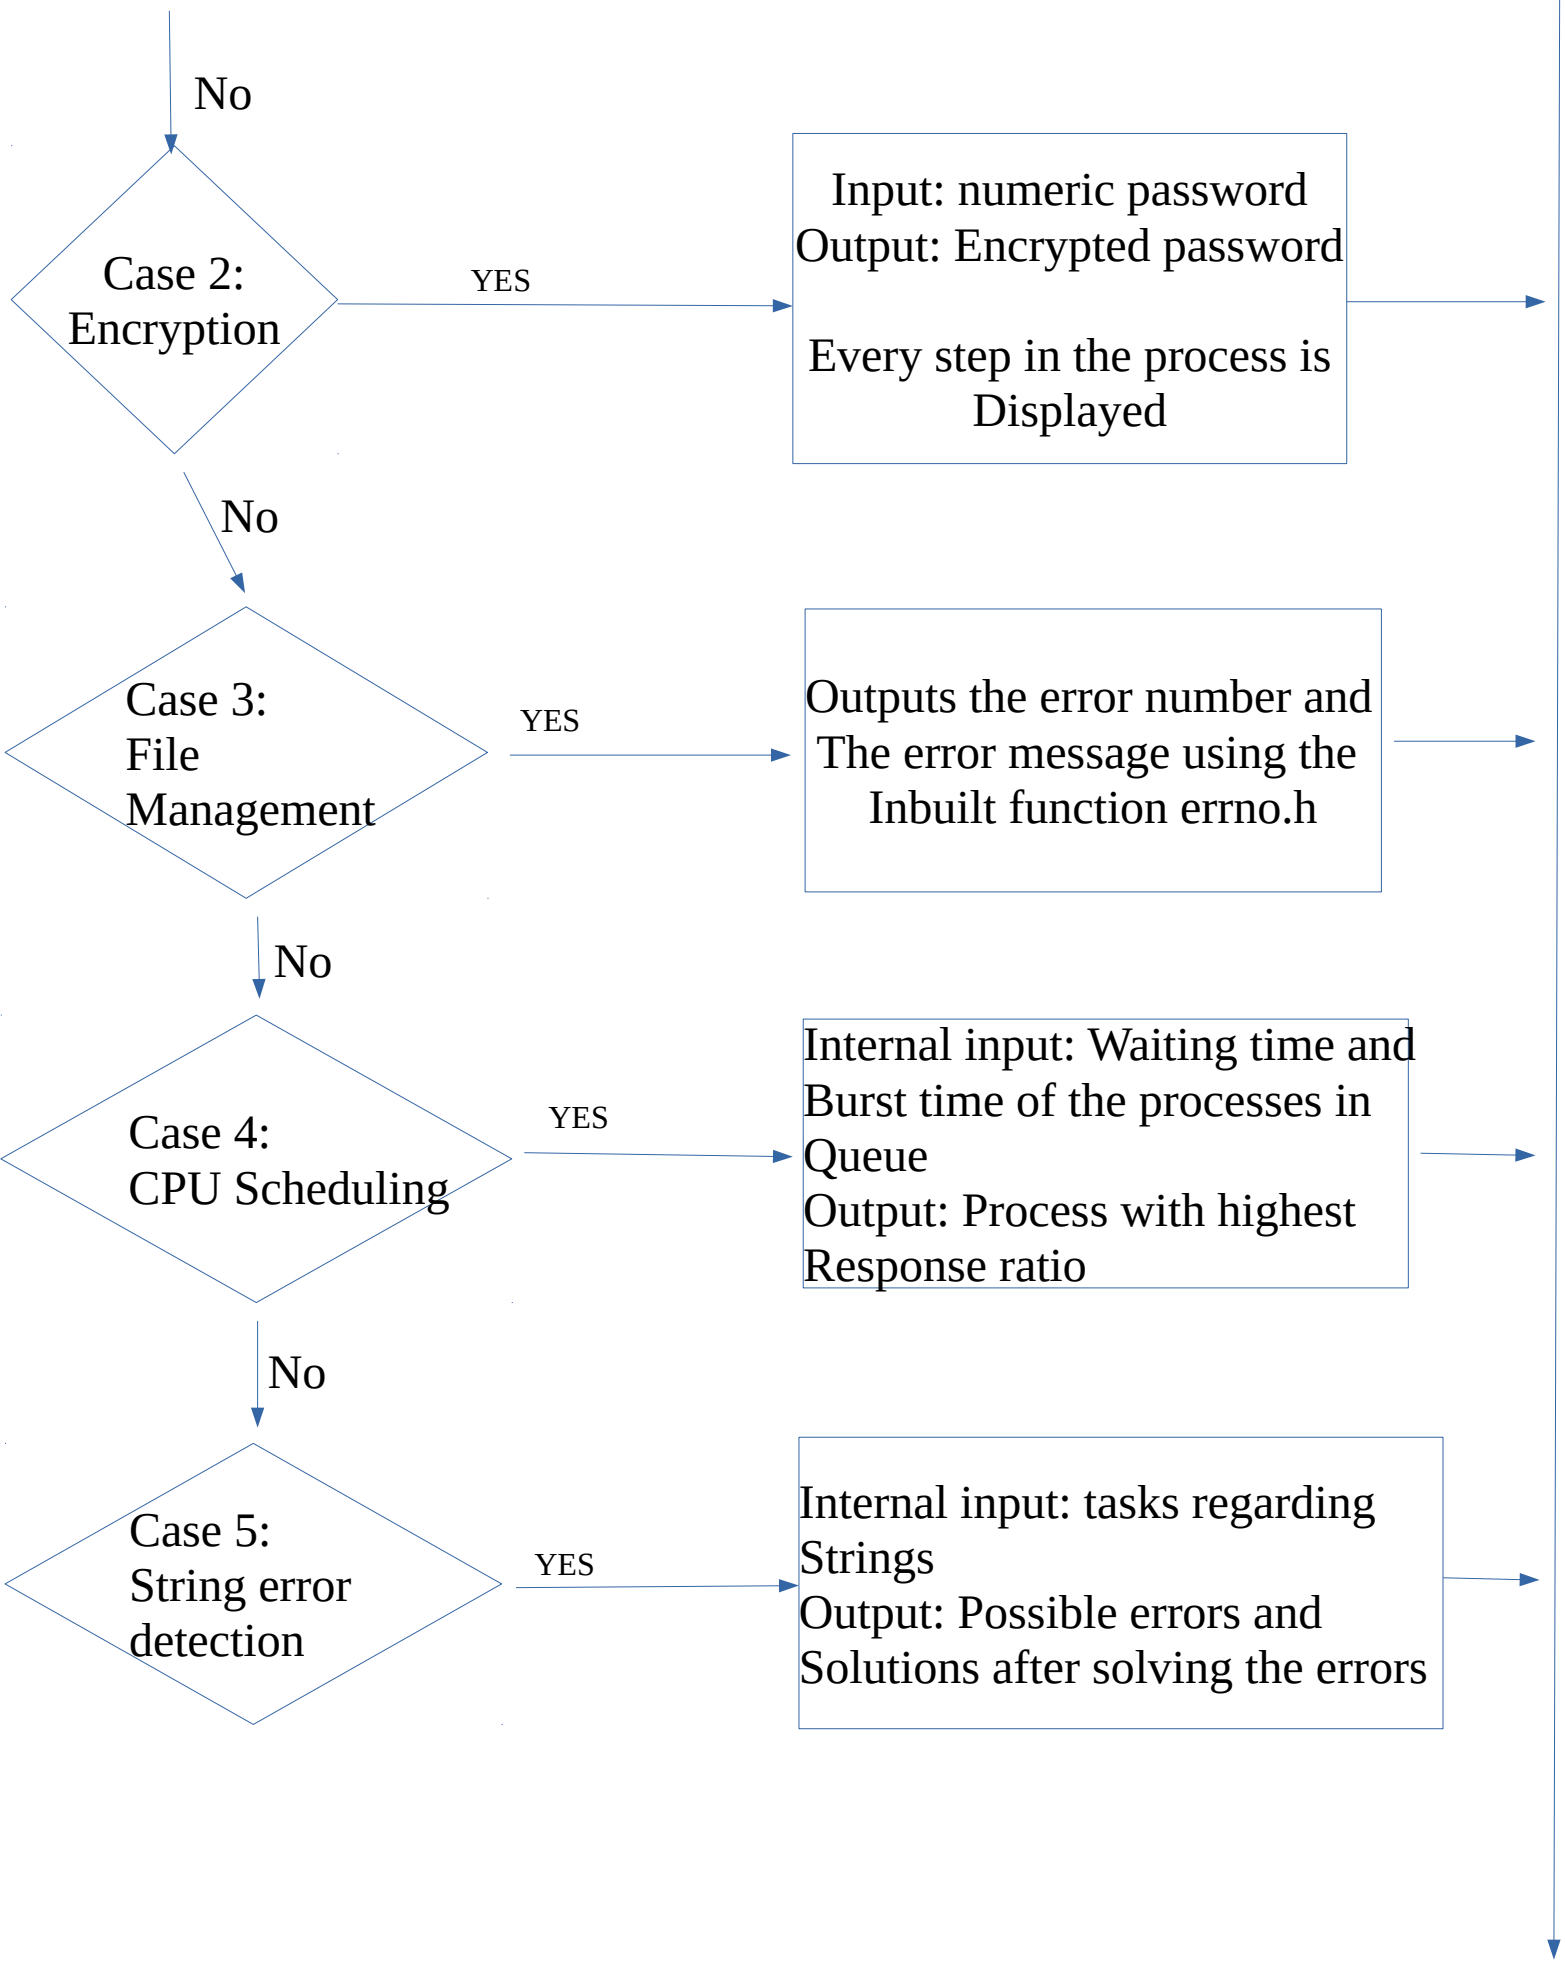 No
Case 2:
Encryption
YES
Input: numeric password
Output: Encrypted password
Every step in the process is
Displayed
No
Case 3:
File
Management
YES
Outputs the error number and
The error message using the
Inbuilt function errno.h
No
Case 4:
CPU Scheduling
YES
Internal input: Waiting time and
Burst time of the processes in
Queue
Output: Process with highest
Response ratio
No
Case 5:
String error
detection
YES
Internal input: tasks regarding
Strings
Output: Possible errors and
Solutions after solving the errors